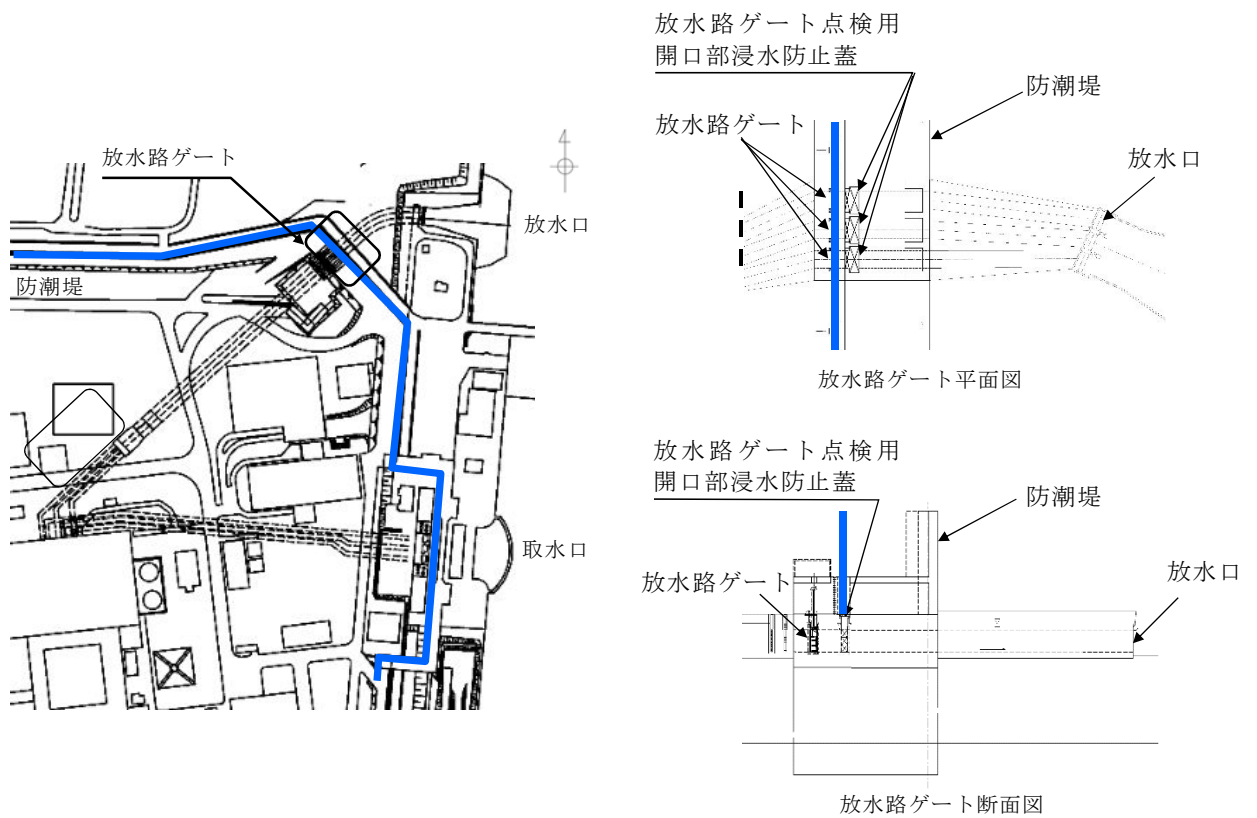 放水路ゲート
放水口
防潮堤
取水口
放水路ゲート点検用
開口部浸水防止蓋
防潮堤
放水路ゲート
放水口
放水路ゲート平面図
放水路ゲート点検用
開口部浸水防止蓋
防潮堤
放水路ゲート
放水口
放水路ゲート断面図